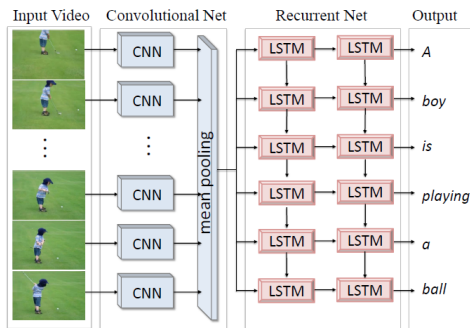 Input Video Convolutional Net Recurrent Net Output
CNN LSTM LSTM A
CNN LSTM LSTM boy
LSTM LSTM is
mean pooling
CNN LSTM LSTM playing
CNN LSTM LSTM a
CNN LSTM LSTM ball